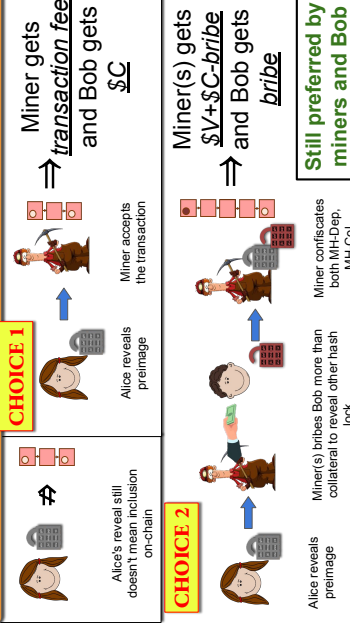 Alice's reveal still
doesn't mean inclusion
on-chain
CHOICE 1
Alice reveals
preimage
Miner accepts
the transaction
Miner gets
transaction fee
and Bob gets
$C
CHOICE 2
Alice reveals
preimage
Miner(s) bribes Bob more than
collateral to reveal other hash
lock
Miner confiscates
both MH-Dep,
MH-Col
Miner(s) gets
$V+$C-bribe
and Bob gets
bribe
Still preferred by
miners and Bob